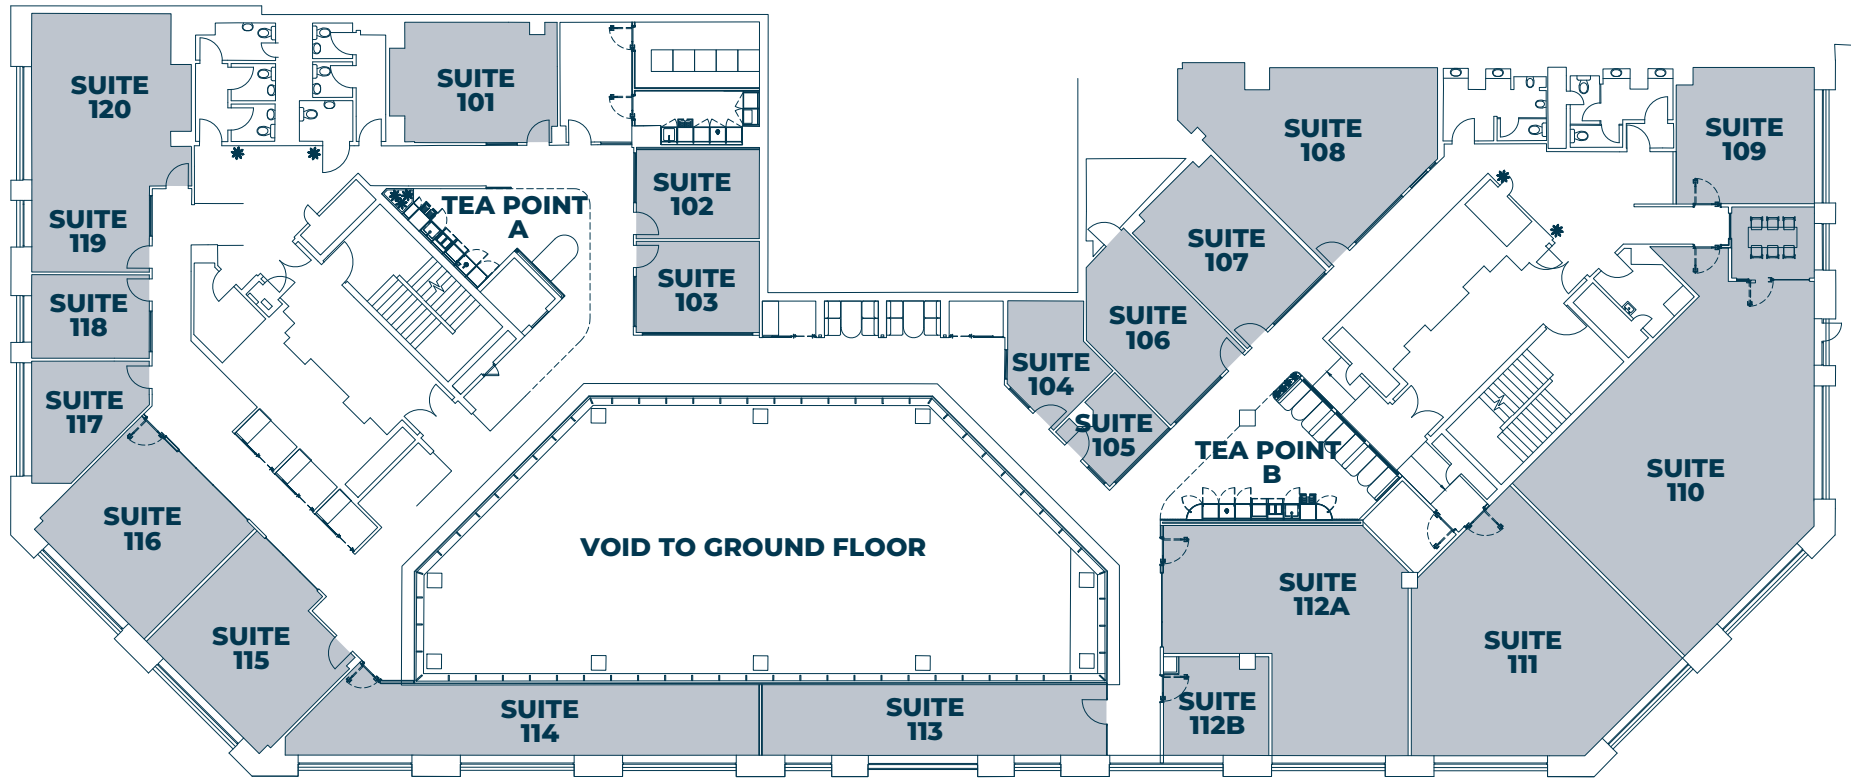 SUITE
120
SUITE
101
SUITE
108
SUITE
109
SUITE
102
TEA POINT
A
SUITE
119
SUITE
107
SUITE
103
SUITE
118
SUITE
106
SUITE
104
SUITE
117
SUITE
105
TEA POINT
B
SUITE
110
SUITE
116
VOID TO GROUND FLOOR
SUITE
112A
SUITE
115
SUITE
111
SUITE
114
SUITE
113
SUITE
112B